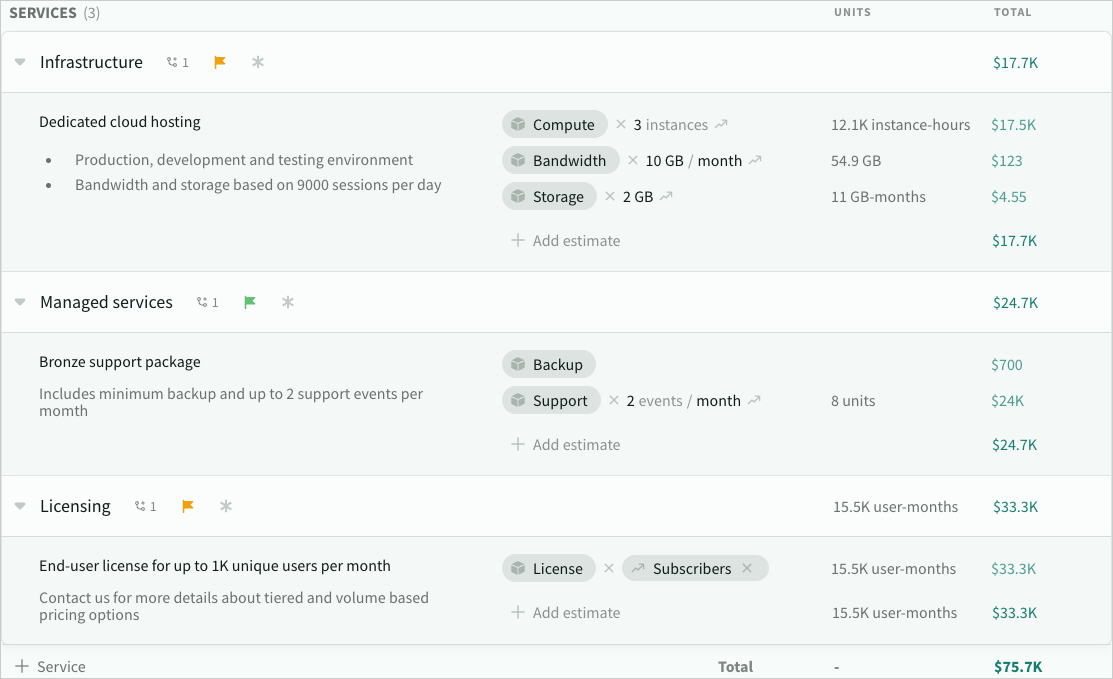 SERVICES (3) UNITS TOTAL
Infrastructure 1 $17.7K
Dedicated cloud hosting Compute × 3 instances 12.1K instance-hours $17.5K
• Production, development and testing environment Bandwidth × 10 GB / month 54.9 GB $123
• Bandwidth and storage based on 9000 sessions per day Storage × 2 GB 11 GB-months $4.55
+ Add estimate $17.7K
Managed services 1 $24.7K
Bronze support package Backup $700
Includes minimum backup and up to 2 support events per
momth Support × 2 events / month 8 units $24K
+ Add estimate $24.7K
Licensing 1 15.5K user-months $33.3K
End-user license for up to 1K unique users per month License × Subscribers × 15.5K user-months $33.3K
Contact us for more details about tiered and volume based
pricing options + Add estimate 15.5K user-months $33.3K
+ Service Total - $75.7K